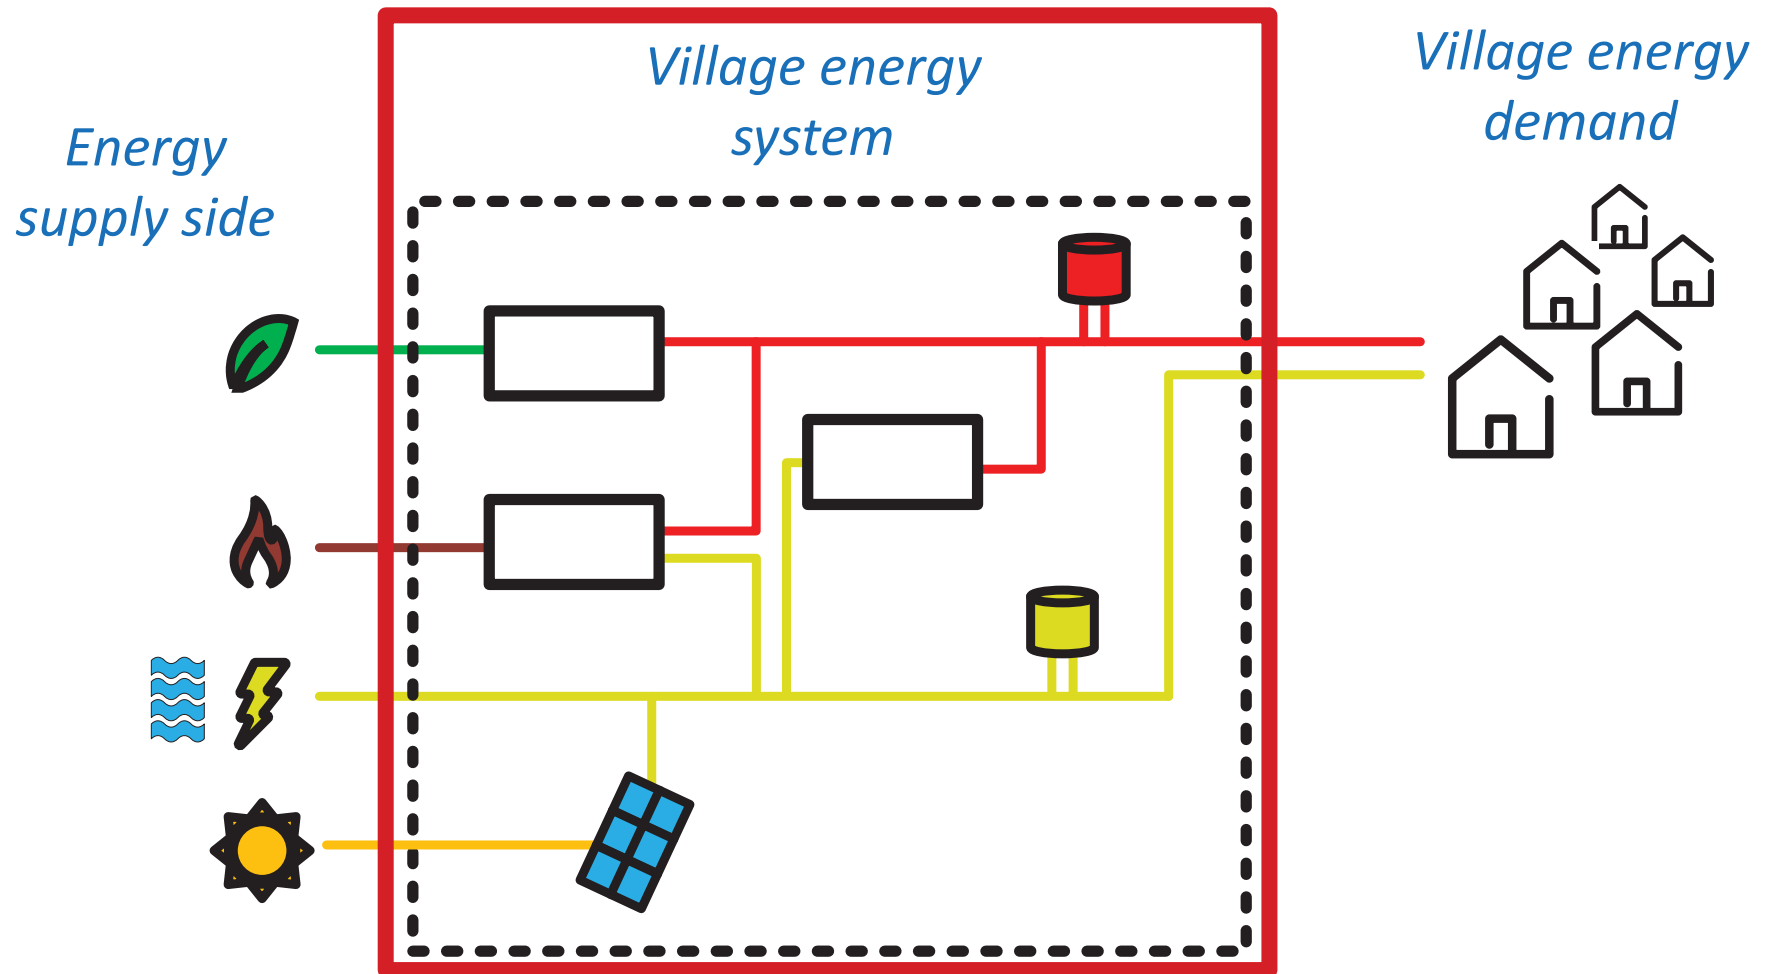 Energy
supply side
Village energy
system
Village energy
demand